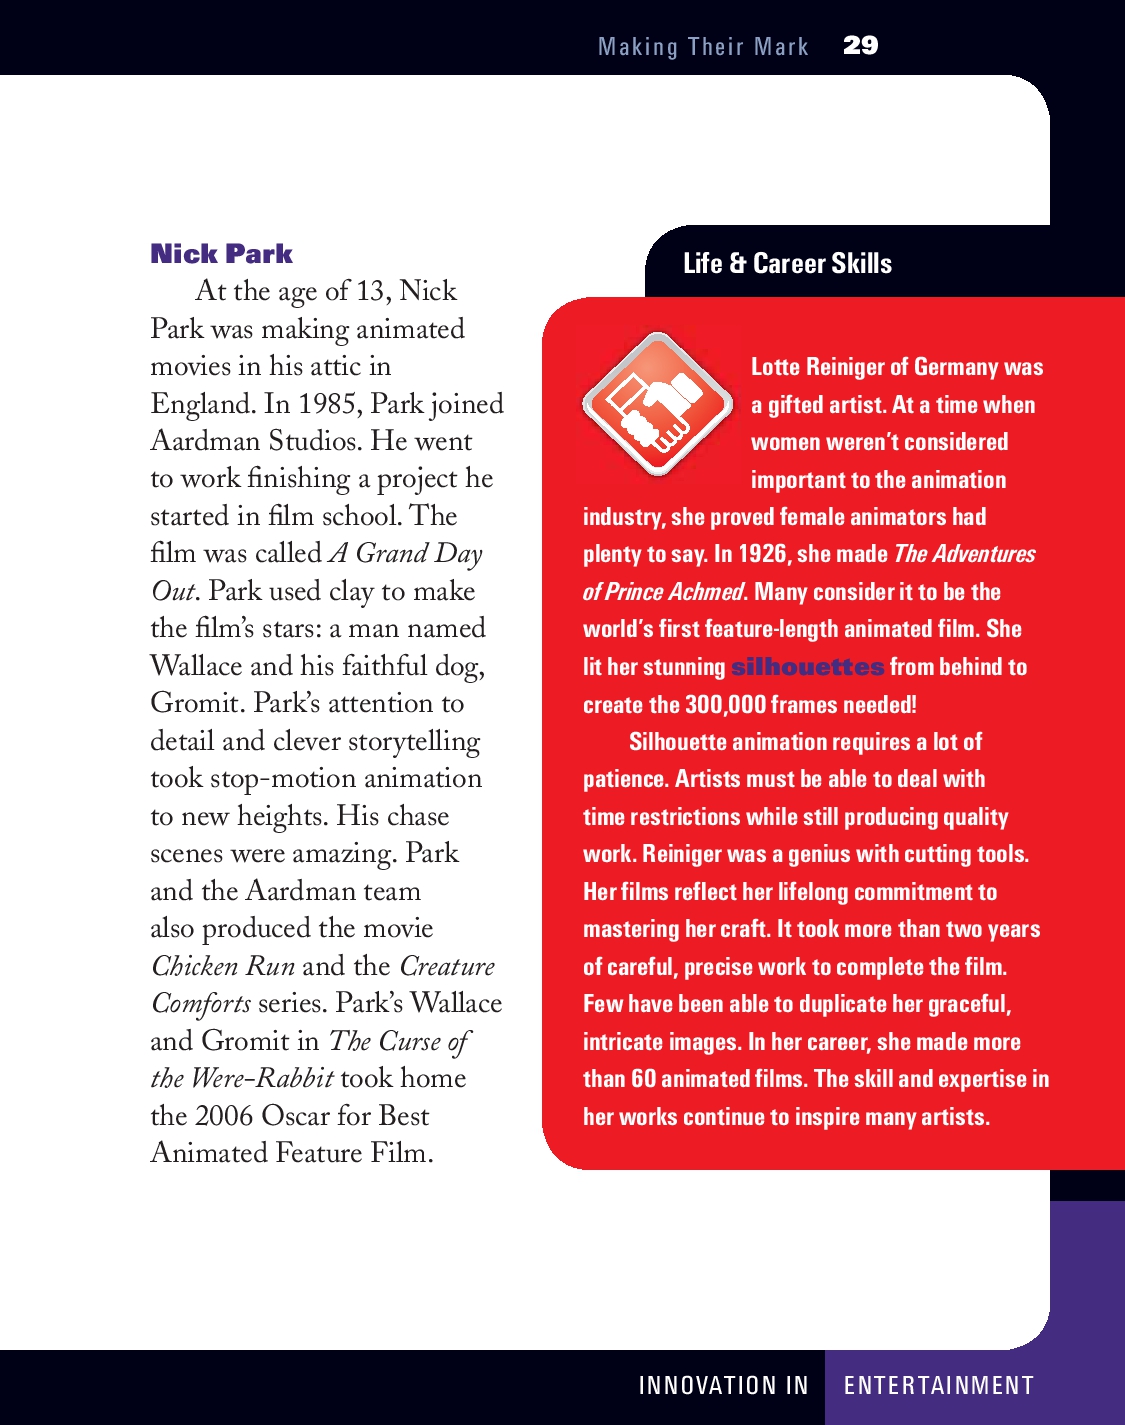 Making Their Mark 29
Nick Park
At the age of 13, Nick
Park was making animated
movies in his attic in
England. In 1985, Park joined
Aardman Studios. He went
to work finishing a project he
started in film school. The
film was called A Grand Day
Out. Park used clay to make
the film’s stars: a man named
Wallace and his faithful dog,
Gromit. Park’s attention to
detail and clever storytelling
took stop-motion animation
to new heights. His chase
scenes were amazing. Park
and the Aardman team
also produced the movie
Chicken Run and the Creature
Comforts series. Park’s Wallace
and Gromit in The Curse of
the Were-Rabbit took home
the 2006 Oscar for Best
Animated Feature Film.
Life & Career Skills
Lotte Reiniger of Germany was
a gifted artist. At a time when
women weren’t considered
important to the animation
industry, she proved female animators had
plenty to say. In 1926, she made The Adventures
of Prince Achmed. Many consider it to be the
world’s first feature-length animated film. She
lit her stunning silhouettes from behind to
create the 300,000 frames needed!
Silhouette animation requires a lot of
patience. Artists must be able to deal with
time restrictions while still producing quality
work. Reiniger was a genius with cutting tools.
Her films reflect her lifelong commitment to
mastering her craft. It took more than two years
of careful, precise work to complete the film.
Few have been able to duplicate her graceful,
intricate images. In her career, she made more
than 60 animated films. The skill and expertise in
her works continue to inspire many artists.
INNOVATION IN ENTERTAINMENT